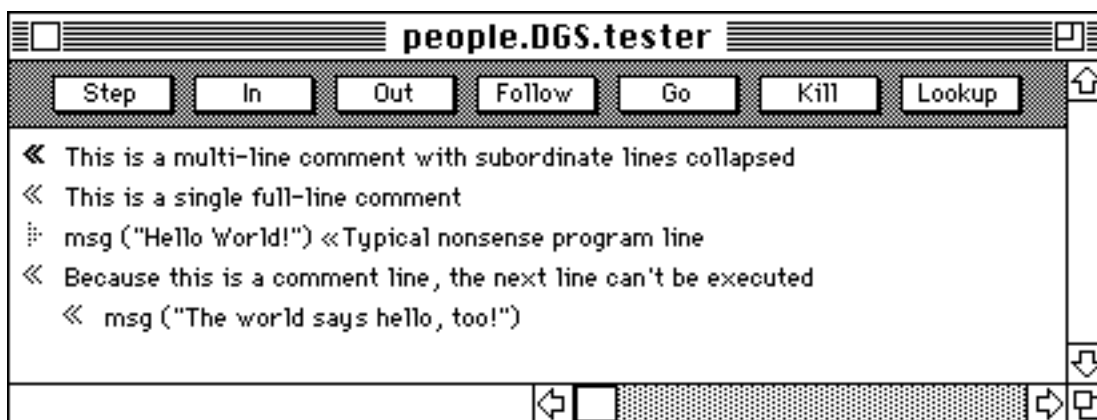 people.DGS.tester
Step In Out Follow Go Kill Lookup
« This is a multi-line comment with subordinate lines collapsed
« This is a single full-line comment
msg ("Hello World!") «Typical nonsense program line
« Because this is a comment line, the next line can't be executed
« msg ("The world says hello, too!")